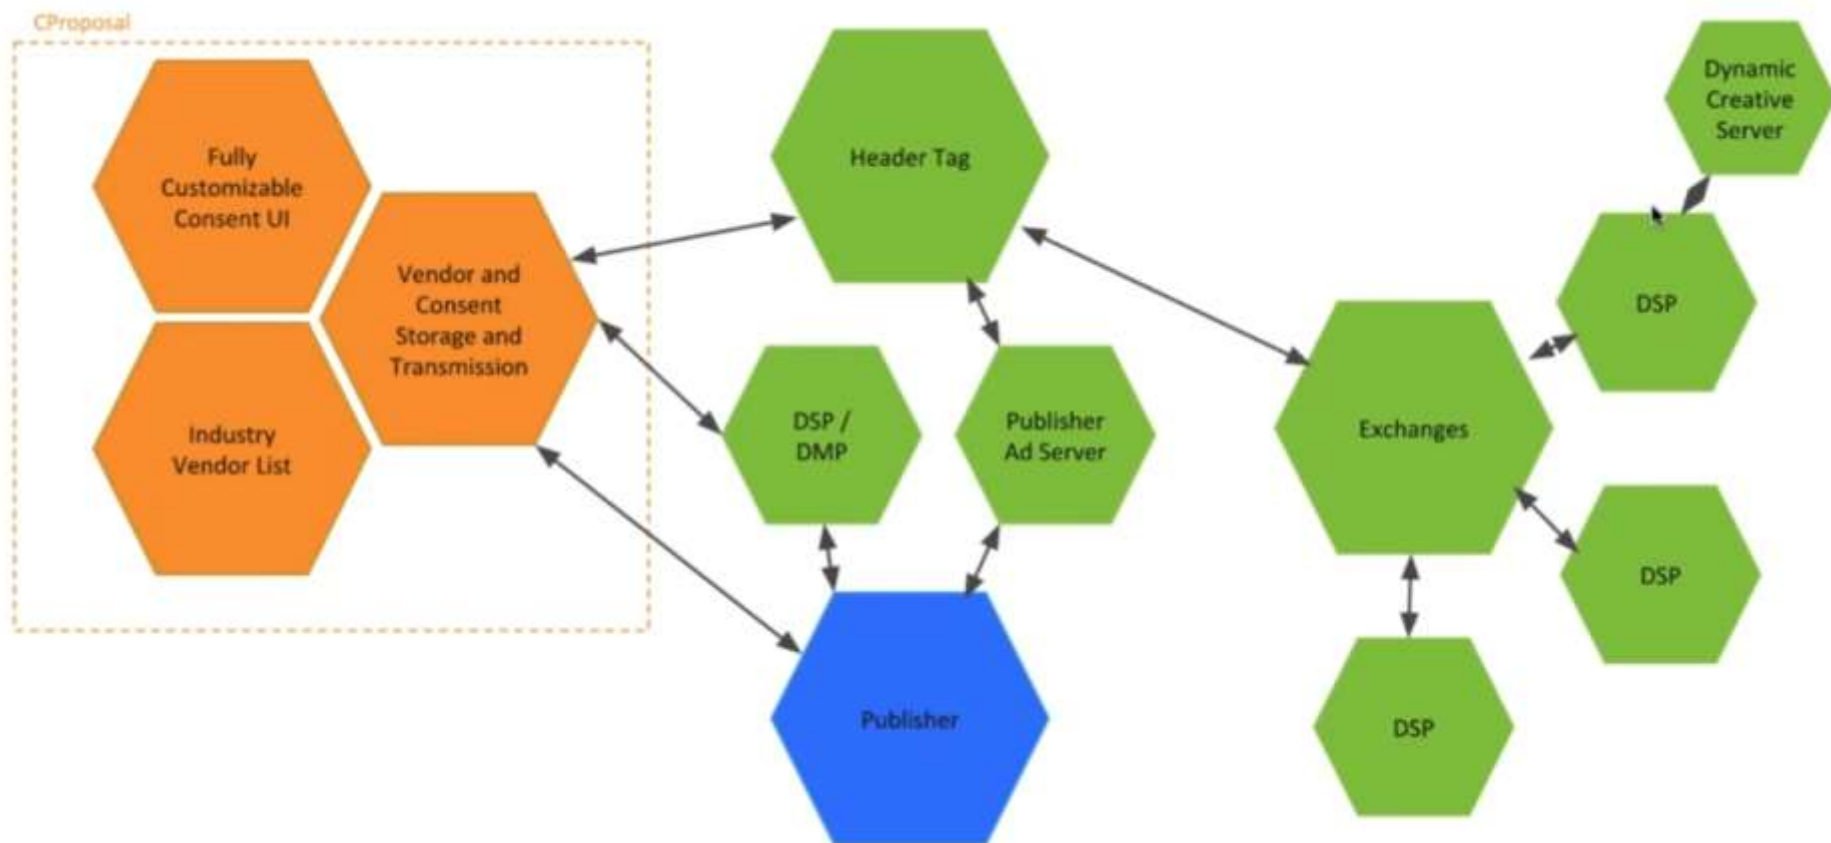 CProposal
Fully
Customizable
Consent UI
Vendor and
Consent
Storage and
Transmission
Industry
Vendor List
Header Tag
DSP /
DMP
Publisher
Ad Server
Publisher
Exchanges
Dynamic
Creative
Server
DSP
DSP
DSP